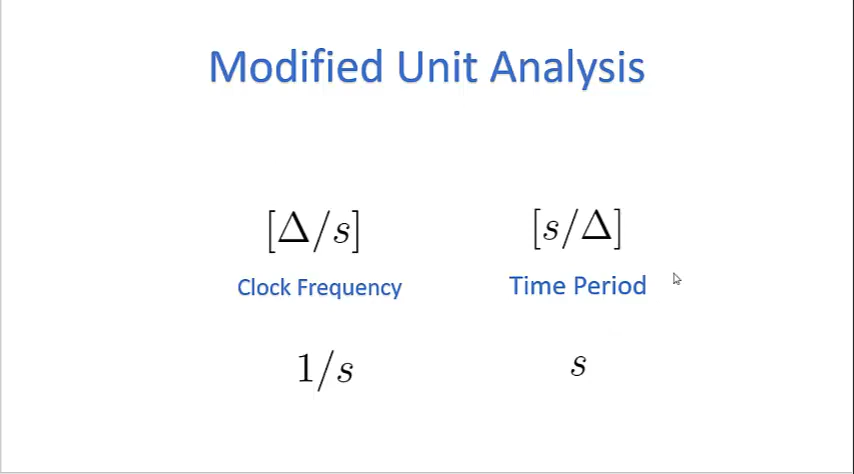 Modified Unit Analysis
[Δ/s] [s/Δ]
Clock Frequency Time Period
1/s s